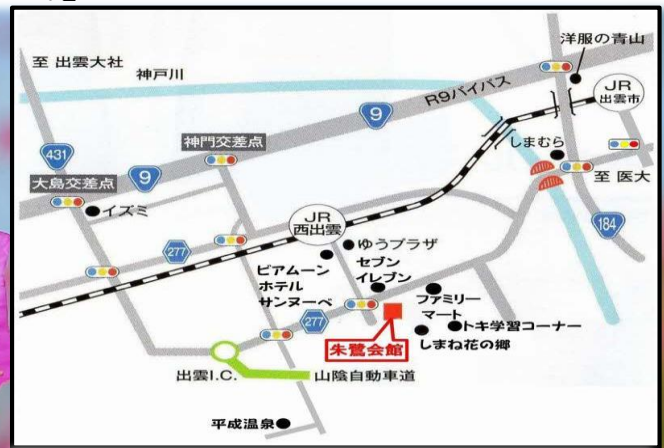 洋服の青山
至 出雲大社
神戸川
JR
出雲市
R9バイパス
9
神門交差点
しまむら
431
9
大島交差点
至 医大
イズミ
JR
西出雲
184
277
ゆうプラザ
ビアムーン
ホテル
サンヌーベ
セブン
イレブン
ファミリー
マート
277
トキ学習コーナー
朱鷺会館
しまね花の郷
出雲I.C.
山陰自動車道
平成温泉